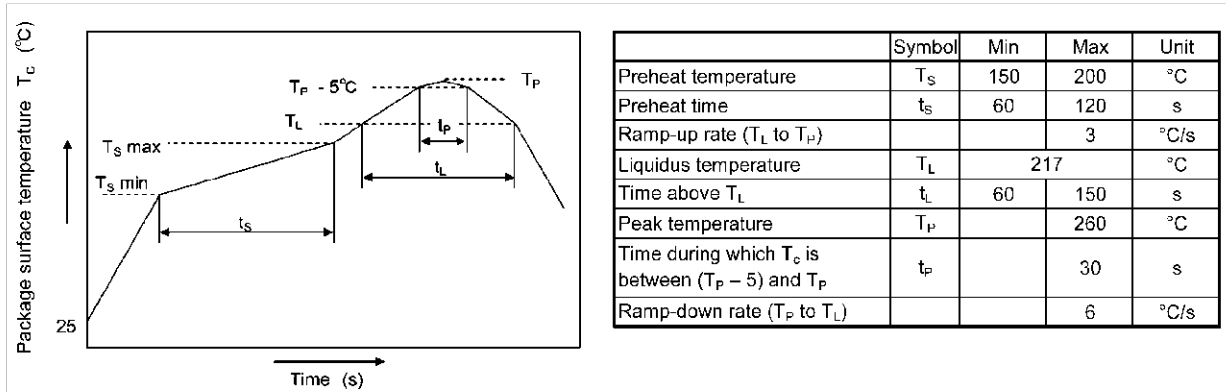 Package surface temperature T_c (°C)
T_P
T_P - 5°C
T_L
t_P
T_S max
t_L
T_S min
t_S
25
Time (s)
Symbol Min Max Unit
Preheat temperature T_S 150 200 °C
Preheat time t_S 60 120 s
Ramp-up rate (T_L to T_P) 3 °C/s
Liquidus temperature T_L 217 °C
Time above T_L t_L 60 150 s
Peak temperature T_P 260 °C
Time during which T_c is
between (T_P – 5) and T_P t_P 30 s
Ramp-down rate (T_P to T_L) 6 °C/s